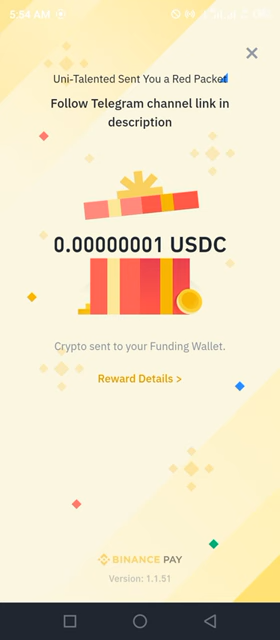 5:54 AM
Uni-Talented Sent You a Red Packet
Follow Telegram channel link in
description
0.00000001 USDC
Crypto sent to your Funding Wallet.
Reward Details >
BINANCE PAY
Version: 1.1.51